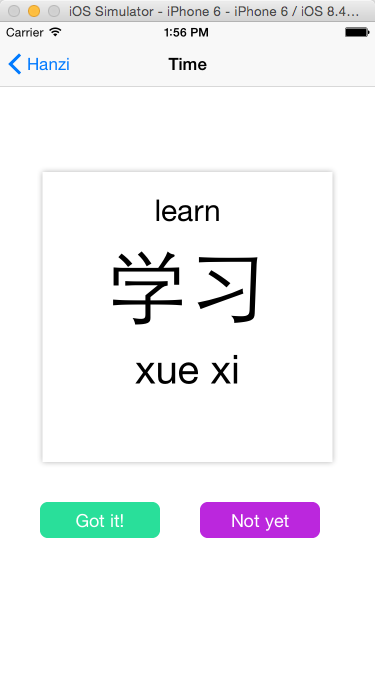 iOS Simulator - iPhone 6 - iPhone 6 / iOS 8.4...
Carrier 1:56 PM
Hanzi Time
learn
学习
xue xi
Got it! Not yet